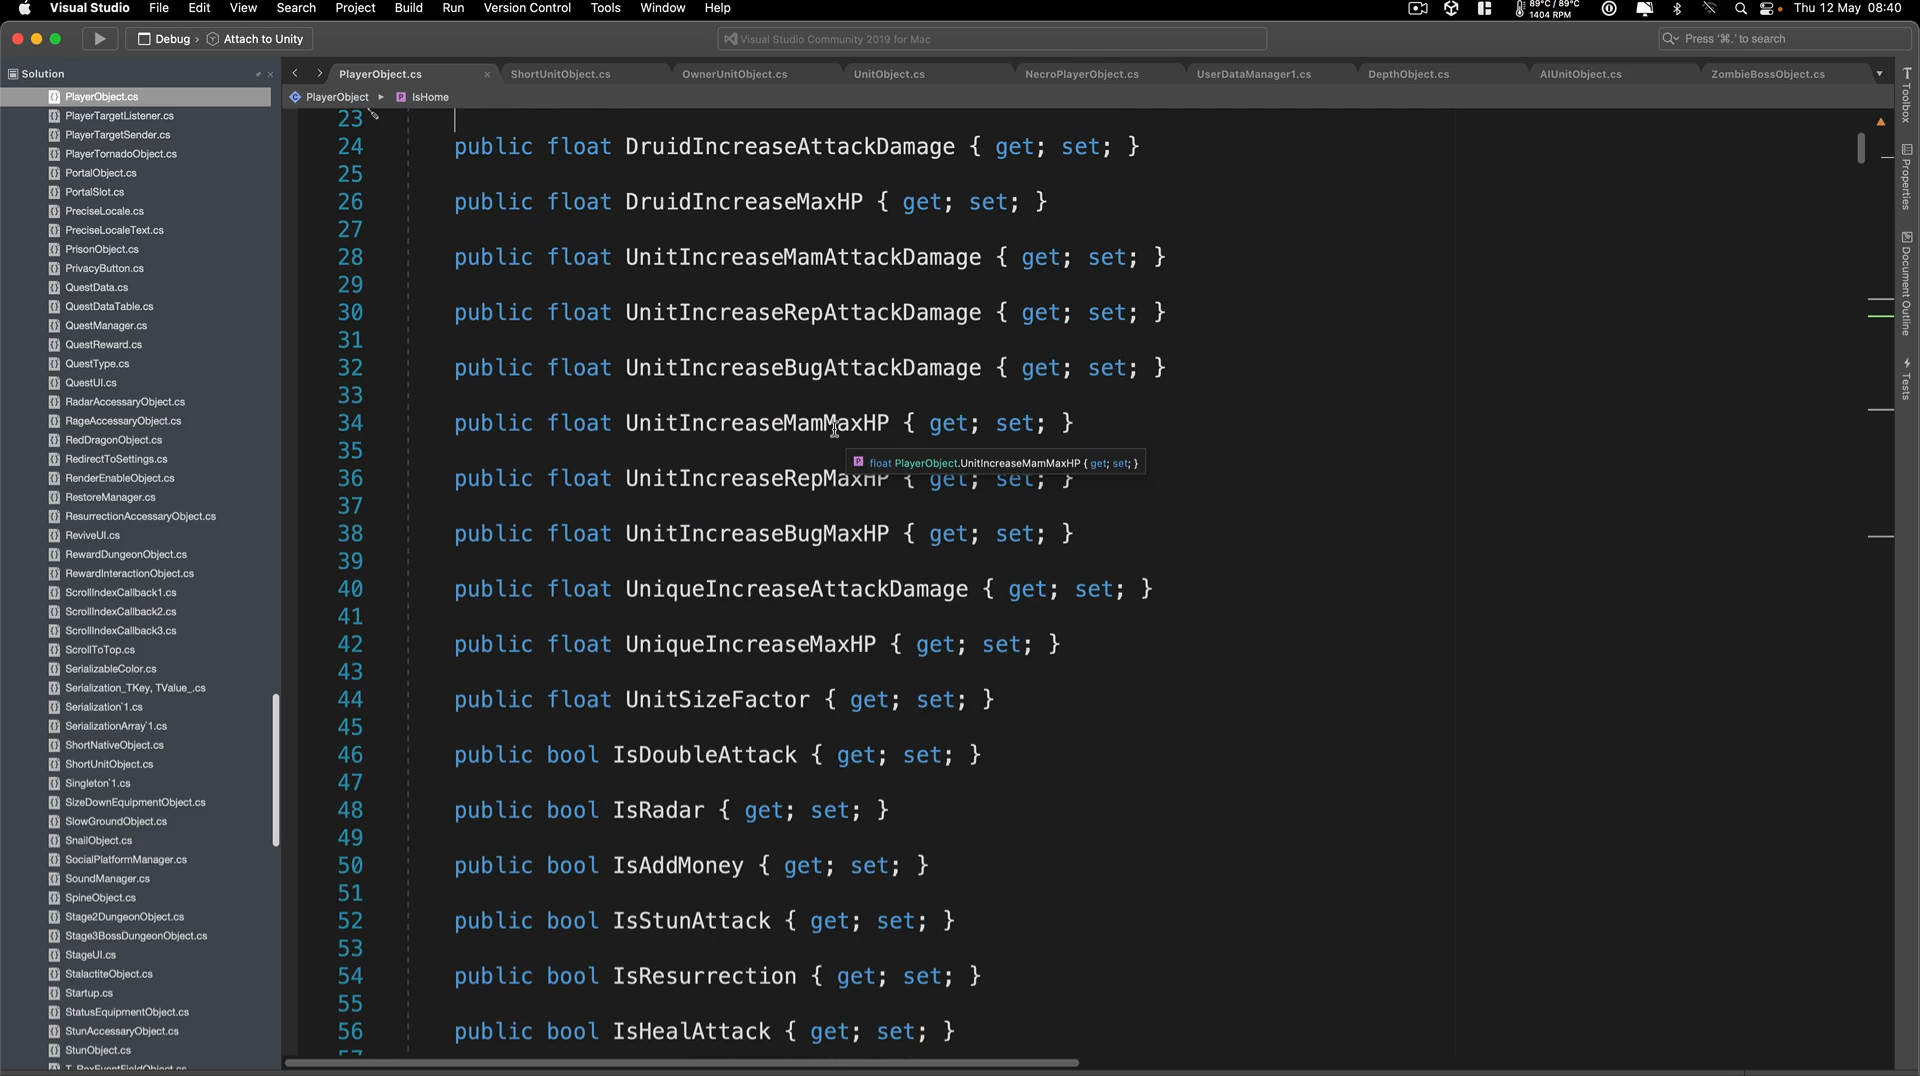 Visual Studio File Edit View Search Project Build Run Version Control Tools Window Help
89°C / 89°C
1404 RPM
Thu 12 May 08:40
Debug › Attach to Unity
Visual Studio Community 2019 for Mac
Press '⌘.' to search
Solution
PlayerObject.cs
ShortUnitObject.cs
OwnerUnitObject.cs
UnitObject.cs
NecroPlayerObject.cs
UserDataManager1.cs
DepthObject.cs
AIUnitObject.cs
ZombieBossObject.cs
PlayerObject ▸ IsHome
PlayerObject.cs
PlayerTargetListener.cs
PlayerTargetSender.cs
PlayerTornadoObject.cs
PortalObject.cs
PortalSlot.cs
PreciseLocale.cs
PreciseLocaleText.cs
PrisonObject.cs
PrivacyButton.cs
QuestData.cs
QuestDataTable.cs
QuestManager.cs
QuestReward.cs
QuestType.cs
QuestUI.cs
RadarAccessaryObject.cs
RageAccessaryObject.cs
RedDragonObject.cs
RedirectToSettings.cs
RenderEnableObject.cs
RestoreManager.cs
ResurrectionAccessaryObject.cs
ReviveUI.cs
RewardDungeonObject.cs
RewardInteractionObject.cs
ScrollIndexCallback1.cs
ScrollIndexCallback2.cs
ScrollIndexCallback3.cs
ScrollToTop.cs
SerializableColor.cs
Serialization_TKey, TValue_.cs
Serialization`1.cs
SerializationArray`1.cs
ShortNativeObject.cs
ShortUnitObject.cs
Singleton`1.cs
SizeDownEquipmentObject.cs
SlowGroundObject.cs
SnailObject.cs
SocialPlatformManager.cs
SoundManager.cs
SpineObject.cs
Stage2DungeonObject.cs
Stage3BossDungeonObject.cs
StageUI.cs
StalactiteObject.cs
Startup.cs
StatusEquipmentObject.cs
StunAccessaryObject.cs
StunObject.cs
T_RexEventFieldObject.cs
23
24 public float DruidIncreaseAttackDamage { get; set; }
25
26 public float DruidIncreaseMaxHP { get; set; }
27
28 public float UnitIncreaseMamAttackDamage { get; set; }
29
30 public float UnitIncreaseRepAttackDamage { get; set; }
31
32 public float UnitIncreaseBugAttackDamage { get; set; }
33
34 public float UnitIncreaseMamMaxHP { get; set; }
35
float PlayerObject.UnitIncreaseMamMaxHP { get; set; }
36 public float UnitIncreaseRepMaxHP { get; set; }
37
38 public float UnitIncreaseBugMaxHP { get; set; }
39
40 public float UniqueIncreaseAttackDamage { get; set; }
41
42 public float UniqueIncreaseMaxHP { get; set; }
43
44 public float UnitSizeFactor { get; set; }
45
46 public bool IsDoubleAttack { get; set; }
47
48 public bool IsRadar { get; set; }
49
50 public bool IsAddMoney { get; set; }
51
52 public bool IsStunAttack { get; set; }
53
54 public bool IsResurrection { get; set; }
55
56 public bool IsHealAttack { get; set; }
57
Toolbox
Properties
Document Outline
Tests